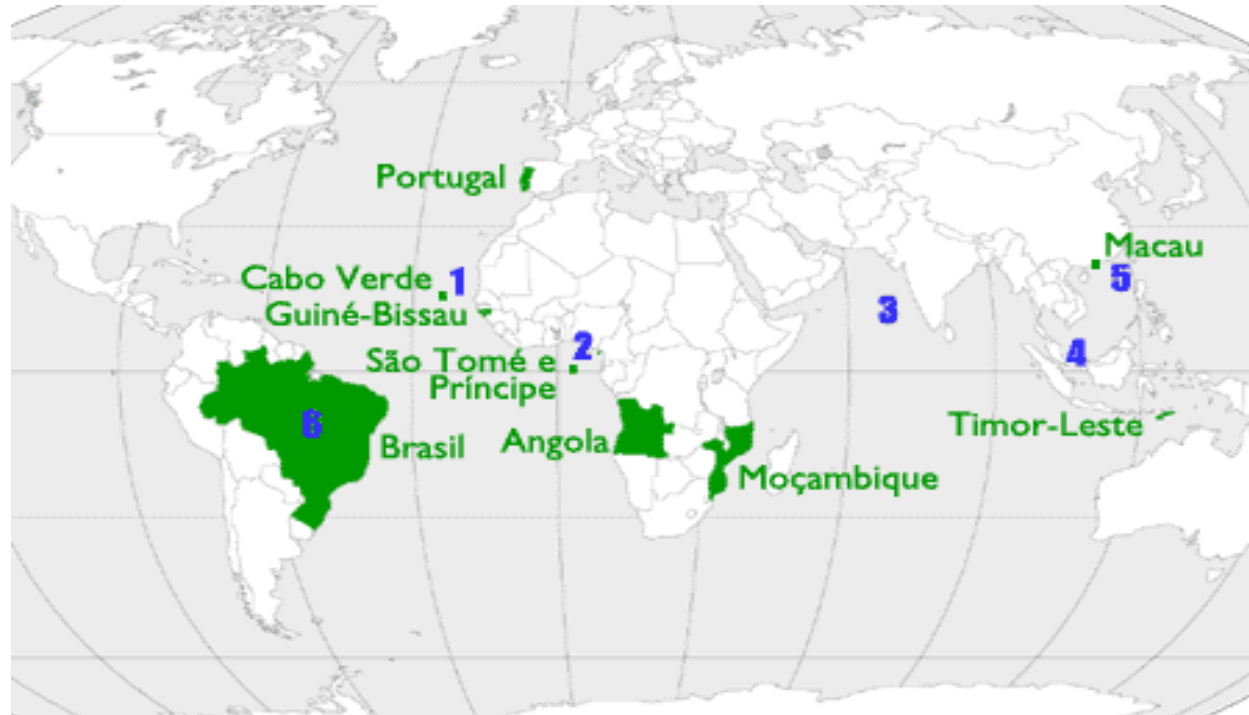 Portugal
Macau
5
Cabo Verde
1
Guiné-Bissau
3
2
4
São Tomé e
Príncipe
6
Brasil
Angola
Timor-Leste
Moçambique